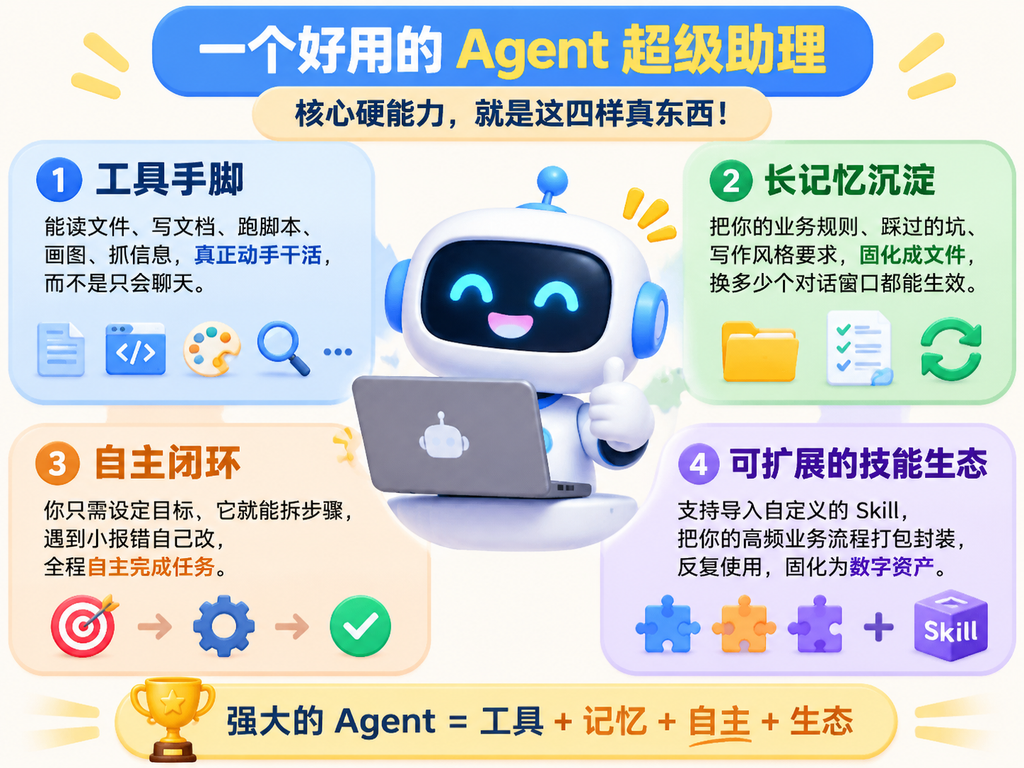 一个好用的 Agent 超级助理
核心硬能力，就是这四样真东西！
1 工具手脚
能读文件、写文档、跑脚本、
画图、抓信息，真正动手干活，
而不是只会聊天。
</>
2 长记忆沉淀
把你的业务规则、踩过的坑、
写作风格要求，固化成文件，
换多少个对话窗口都能生效。
3 自主闭环
你只需设定目标、它就能拆步骤，
遇到小报错自己改，
全程自主完成任务。
4 可扩展的技能生态
支持导入自定义的 Skill，
把你的高频业务流程打包封装，
反复使用，固化为数字资产。
Skill
强大的 Agent = 工具 + 记忆 + 自主 + 生态